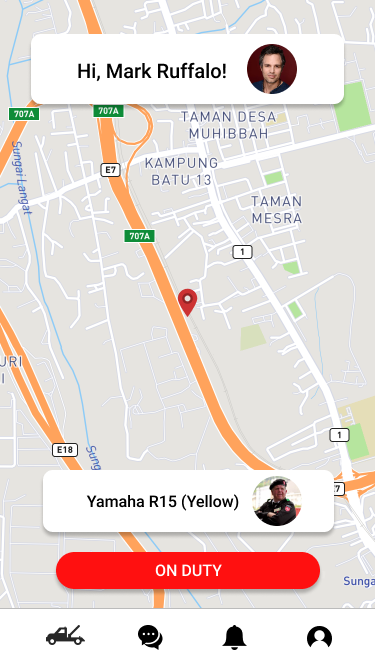 Hi, Mark Ruffalo!
707A
707A
TAMAN DESA
MUHIBBAH
Sungai Langat
KAMPUNG
BATU 13
E7
TAMAN
MESRA
707A
1
URI
I
1
E18
Sung
7
Yamaha R15 (Yellow)
ON DUTY
Sunga